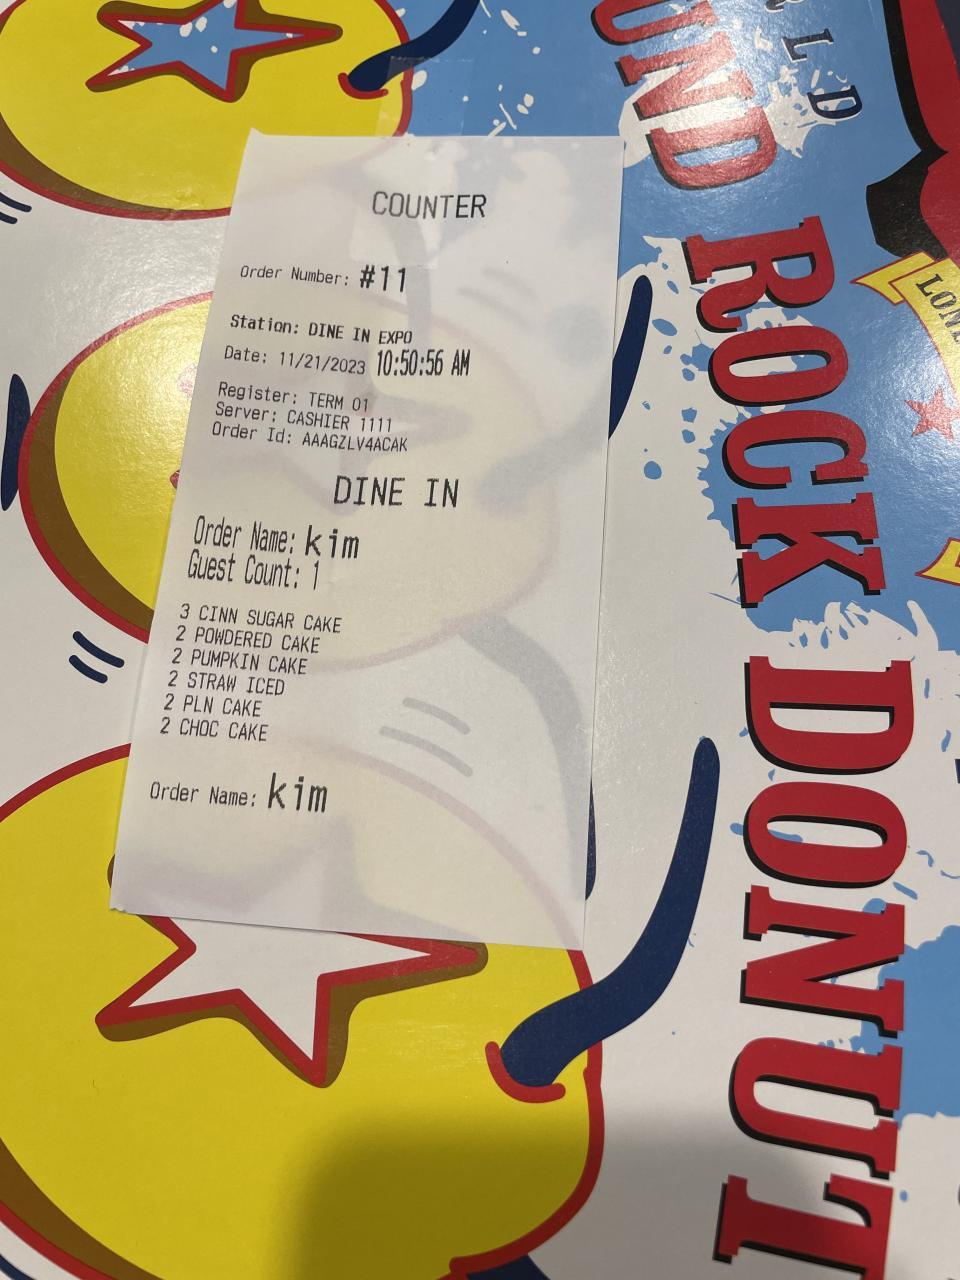 COUNTER
Order Number: #11
Station: DINE IN EXPO
Date: 11/21/2023 10:50:56 AM
Register: TERM 01
Server: CASHIER 1111
Order Id: AAAGZLV4ACAK
DINE IN
Order Name: kim
Guest Count: 1
3 CINN SUGAR CAKE
2 POWDERED CAKE
2 PUMPKIN CAKE
2 STRAW ICED
2 PLN CAKE
2 CHOC CAKE
Order Name: kim
RLD
UND ROCK DONUT
LON